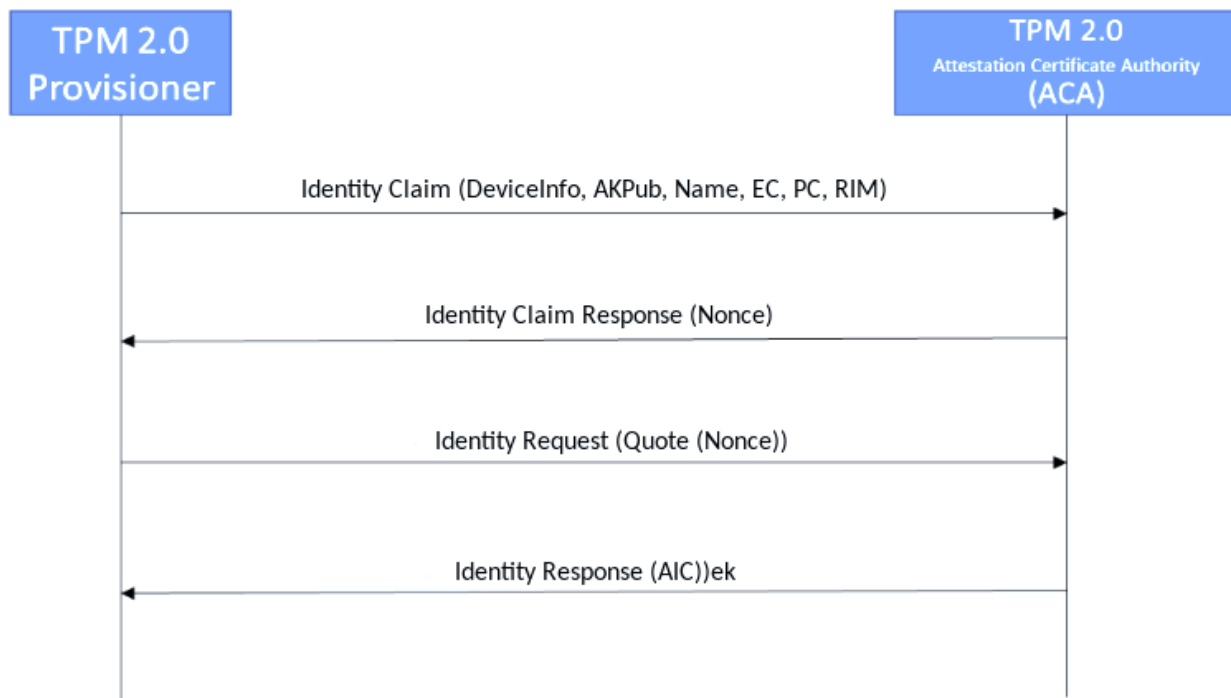 TPM 2.0
Provisioner
TPM 2.0
Attestation Certificate Authority
(ACA)
Identity Claim (DeviceInfo, AKPub, Name, EC, PC, RIM)
Identity Claim Response (Nonce)
Identity Request (Quote (Nonce))
Identity Response (AIC))ek